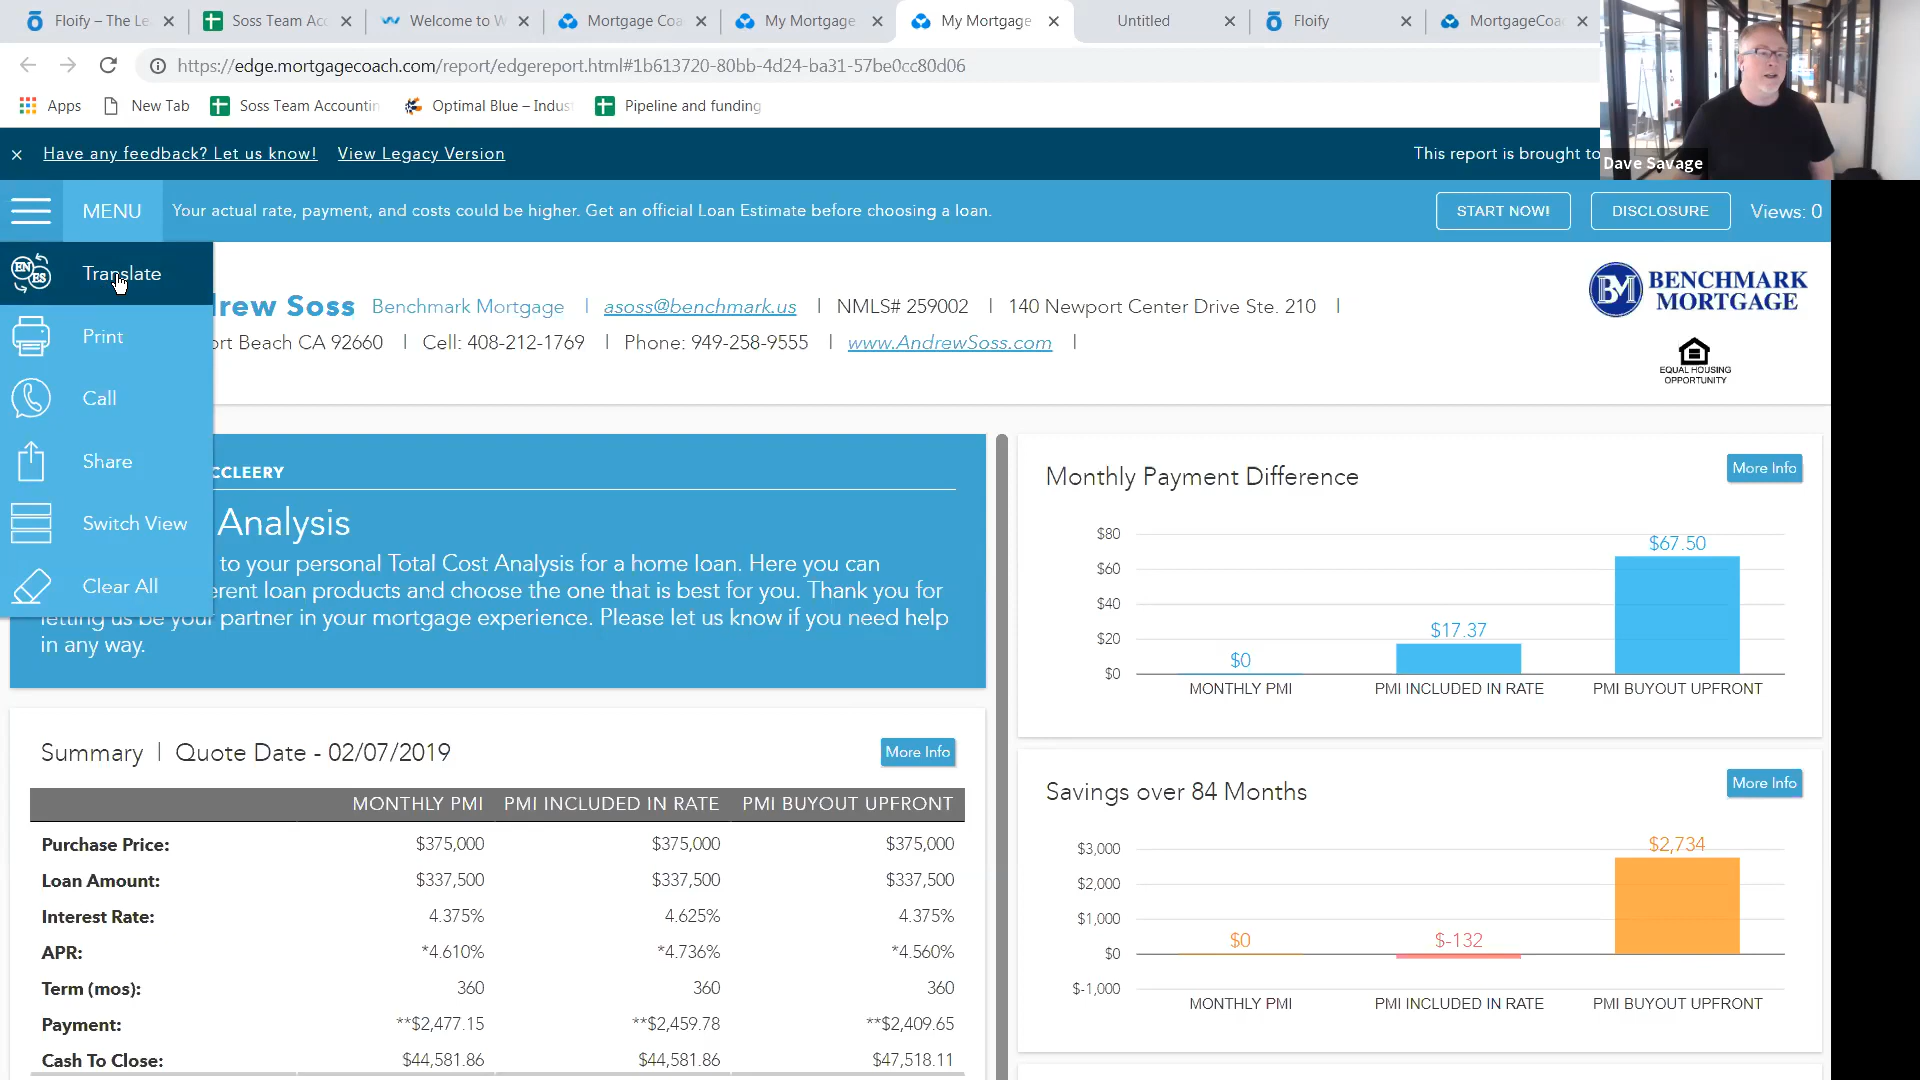 Floify – The Le
Soss Team Acc
Welcome to W
Mortgage Coa
My Mortgage
My Mortgage
Untitled
Floify
MortgageCoa
https://edge.mortgagecoach.com/report/edgereport.html#1b613720-80bb-4d24-ba31-57be0cc80d06
Apps
New Tab
Soss Team Accountin
Optimal Blue – Indus
Pipeline and funding
Dave Savage
Have any feedback? Let us know! View Legacy Version
This report is brought to
MENU
Your actual rate, payment, and costs could be higher. Get an official Loan Estimate before choosing a loan.
START NOW!
DISCLOSURE
Views: 0
EN ES
Translate
Print
Call
Share
Switch View
Clear All
drew Soss Benchmark Mortgage | asoss@benchmark.us | NMLS# 259002 | 140 Newport Center Drive Ste. 210 |
ort Beach CA 92660 | Cell: 408-212-1769 | Phone: 949-258-9555 | www.AndrewSoss.com |
BM BENCHMARK
MORTGAGE
EQUAL HOUSING
OPPORTUNITY
CCLEERY
Analysis
to your personal Total Cost Analysis for a home loan. Here you can
erent loan products and choose the one that is best for you. Thank you for
letting us be your partner in your mortgage experience. Please let us know if you need help
in any way.
Summary | Quote Date - 02/07/2019
More Info
MONTHLY PMI PMI INCLUDED IN RATE PMI BUYOUT UPFRONT
Purchase Price: $375,000 $375,000 $375,000
Loan Amount: $337,500 $337,500 $337,500
Interest Rate: 4.375% 4.625% 4.375%
APR: *4.610% *4.736% *4.560%
Term (mos): 360 360 360
Payment: **$2,477.15 **$2,459.78 **$2,409.65
Cash To Close: $44,581.86 $44,581.86 $47,518.11
Monthly Payment Difference
More Info
$80
$60
$40
$20
$0
$0
$17.37
$67.50
MONTHLY PMI PMI INCLUDED IN RATE PMI BUYOUT UPFRONT
Savings over 84 Months
More Info
$3,000
$2,000
$1,000
$0
$-1,000
$0
$-132
$2,734
MONTHLY PMI PMI INCLUDED IN RATE PMI BUYOUT UPFRONT